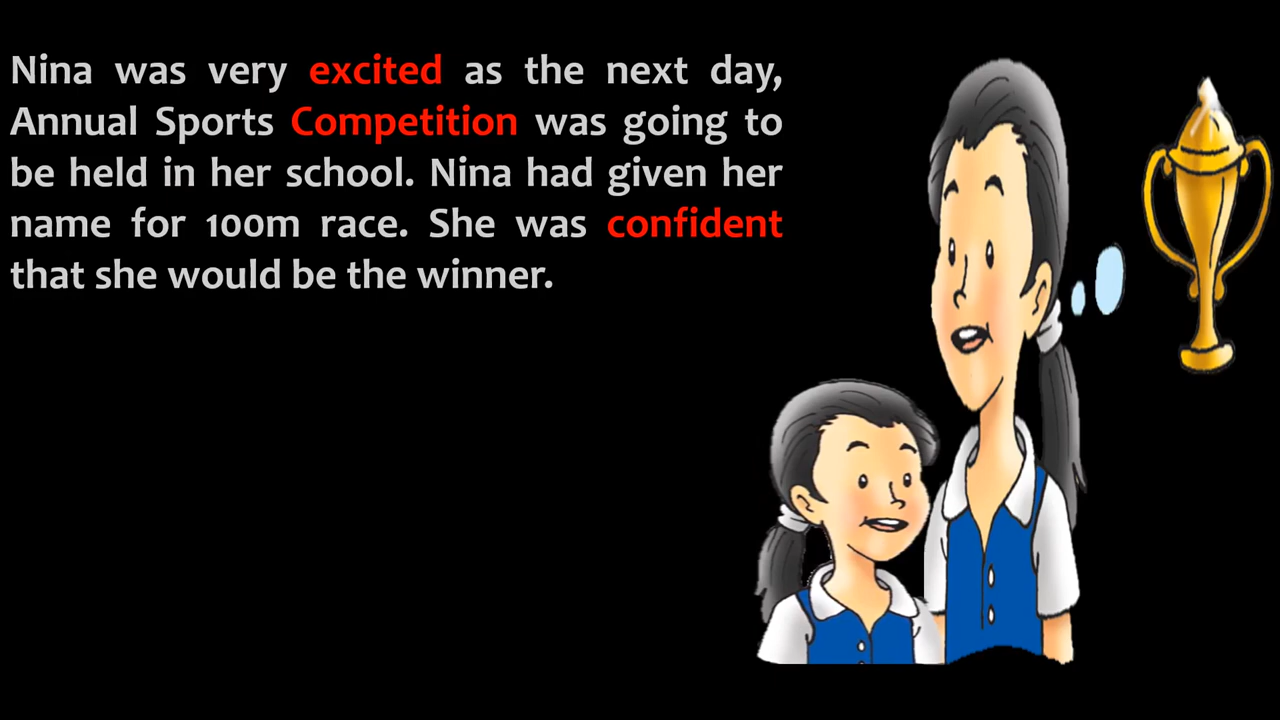 Nina was very excited as the next day,
Annual Sports Competition was going to
be held in her school. Nina had given her
name for 100m race. She was confident
that she would be the winner.